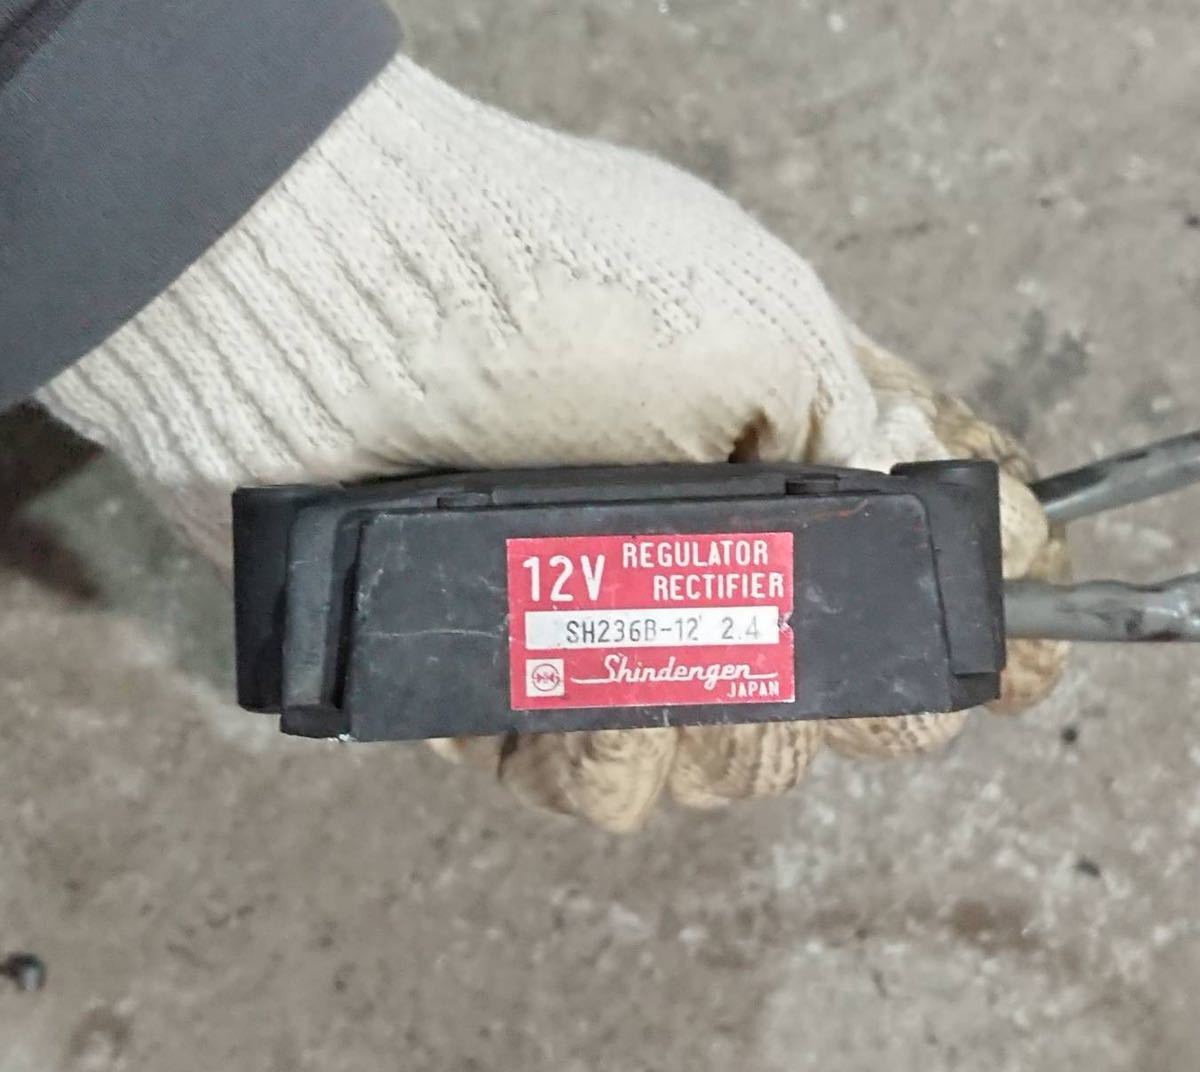 12V REGULATOR
RECTIFIER
SH236B-12 2.4
Shindengen
JAPAN